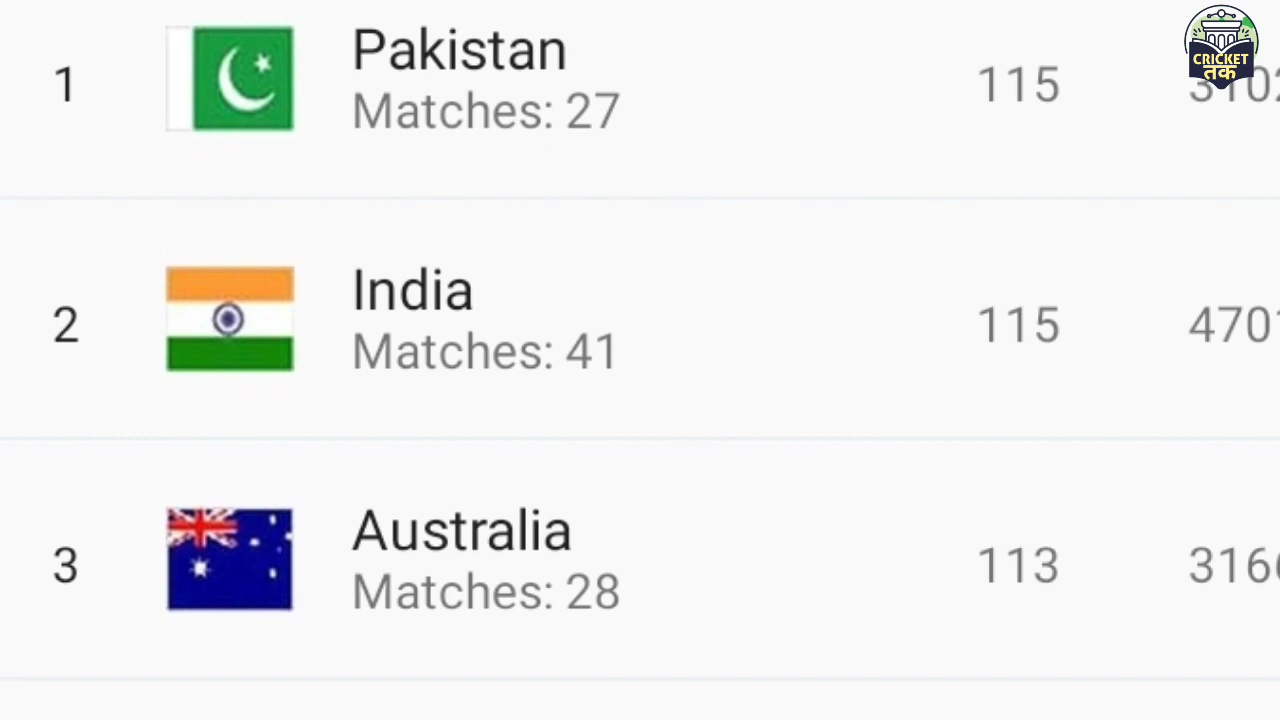 1
Pakistan
Matches: 27
115
CRICKET
तक
2
India
Matches: 41
115
3
Australia
Matches: 28
113